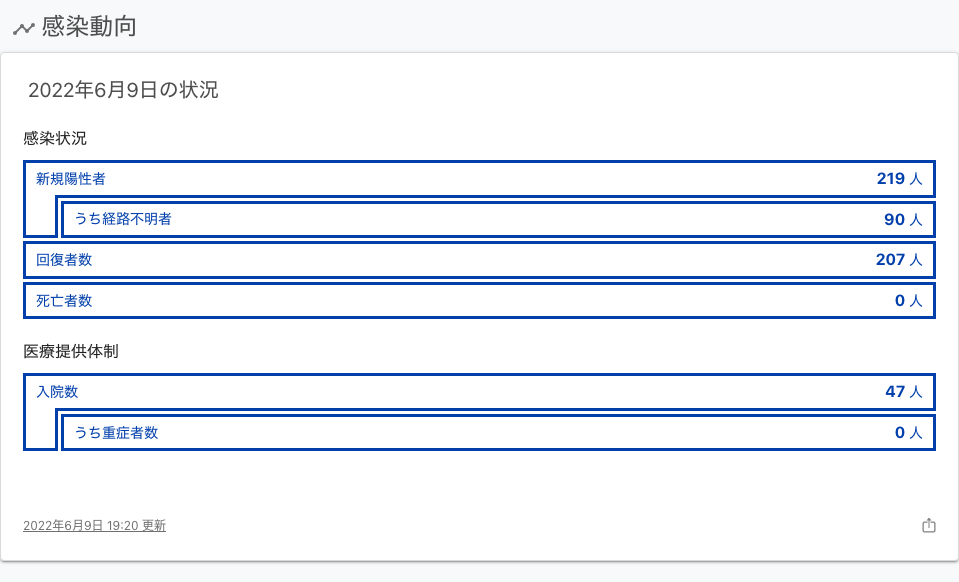 感染動向
2022年6月9日の状況
感染状況
新規陽性者 219 人
うち経路不明者 90 人
回復者数 207 人
死亡者数 0 人
医療提供体制
入院数 47 人
うち重症者数 0 人
2022年6月9日 19:20 更新